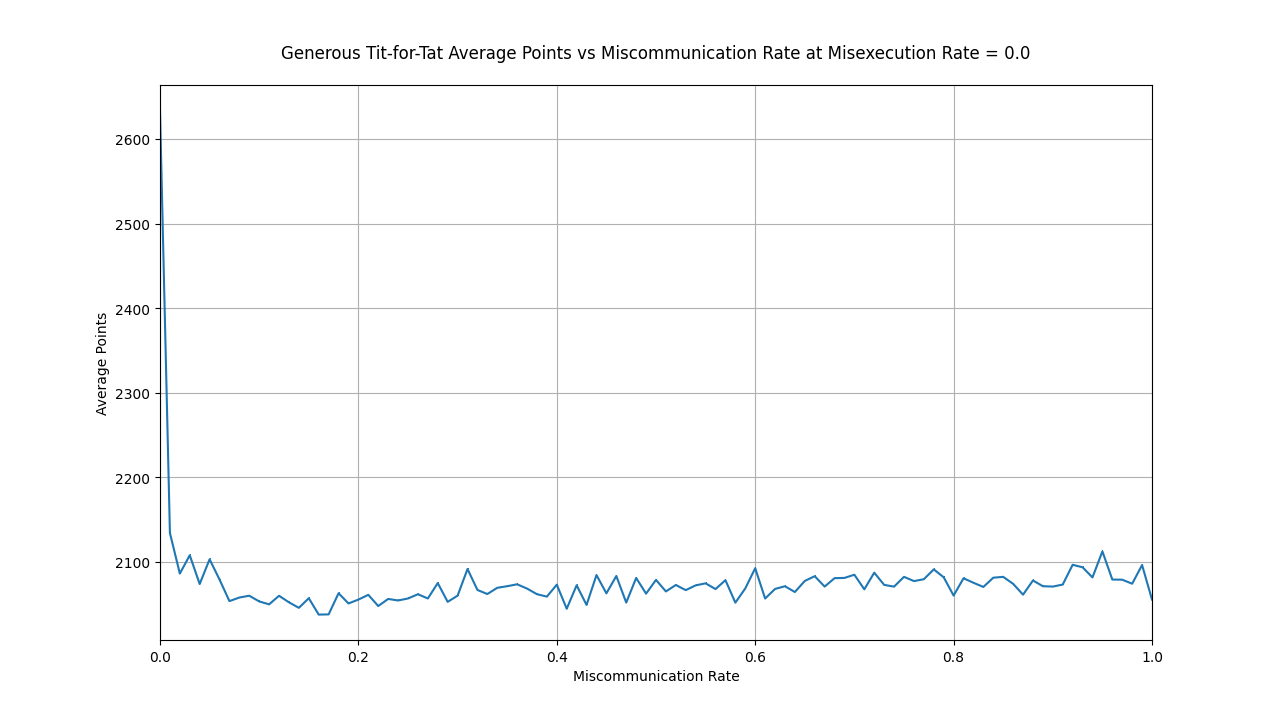 Generous Tit-for-Tat Average Points vs Miscommunication Rate at Misexecution Rate = 0.0
2600
2500
2400
2300
2200
2100
Average Points
0.0 0.2 0.4 0.6 0.8 1.0
Miscommunication Rate